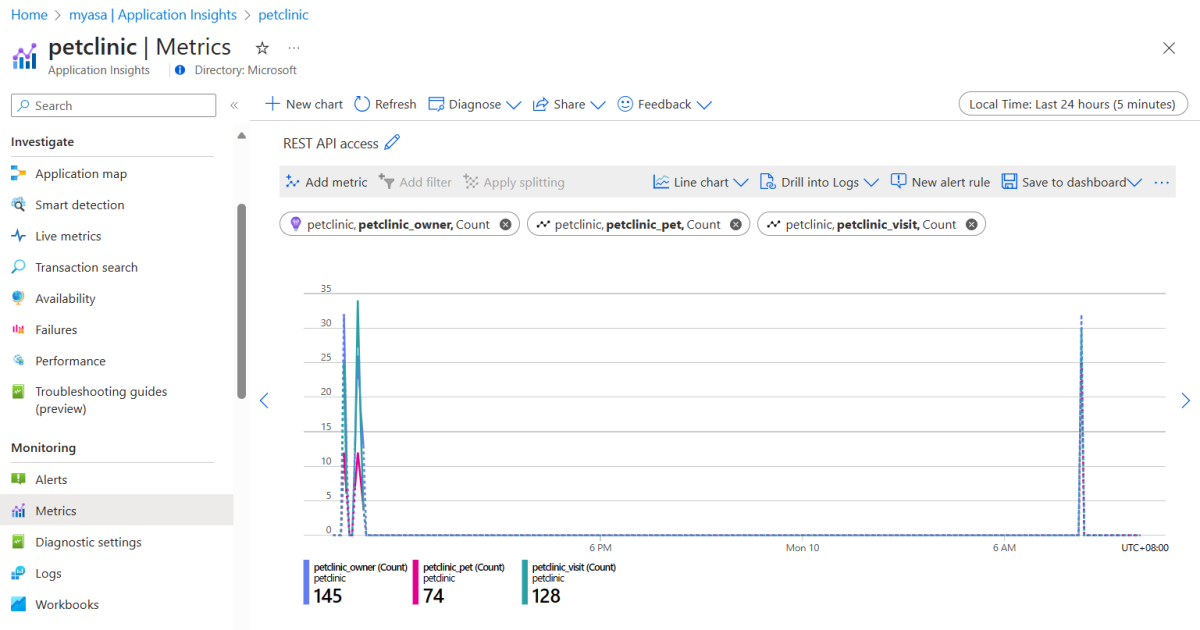 Home > myasa | Application Insights > petclinic
petclinic | Metrics ☆ ...
Application Insights
Directory: Microsoft
Search
«
Investigate
Application map
Smart detection
Live metrics
Transaction search
Availability
Failures
Performance
Troubleshooting guides
(preview)
Monitoring
Alerts
Metrics
Diagnostic settings
Logs
Workbooks
New chart Refresh Diagnose Share Feedback
Local Time: Last 24 hours (5 minutes)
REST API access
Add metric Add filter Apply splitting Line chart Drill into Logs New alert rule Save to dashboard ...
petclinic, petclinic_owner, Count petclinic, petclinic_pet, Count petclinic, petclinic_visit, Count
35
30
25
20
15
10
5
0
6 PM Mon 10 6 AM UTC+08:00
petclinic_owner (Count) petclinic_pet (Count) petclinic_visit (Count)
petclinic petclinic petclinic
145 74 128